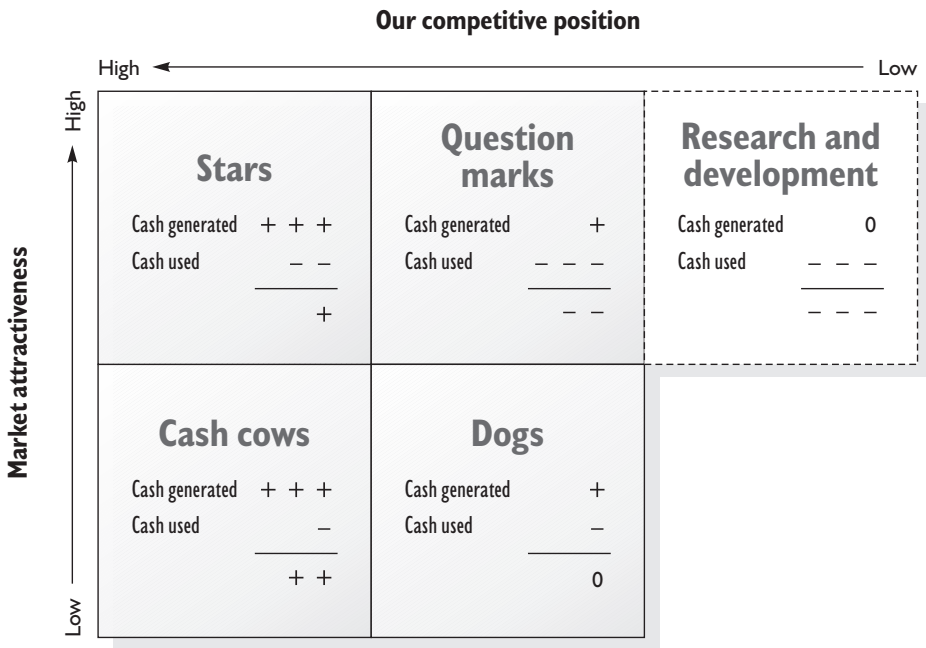 Our competitive position
High
Low
High
Market attractiveness
Low
Stars
Cash generated + + +
Cash used – –
+
Question
marks
Cash generated +
Cash used – – –
– –
Research and
development
Cash generated 0
Cash used – – –
– – –
Cash cows
Cash generated + + +
Cash used –
+ +
Dogs
Cash generated +
Cash used –
0